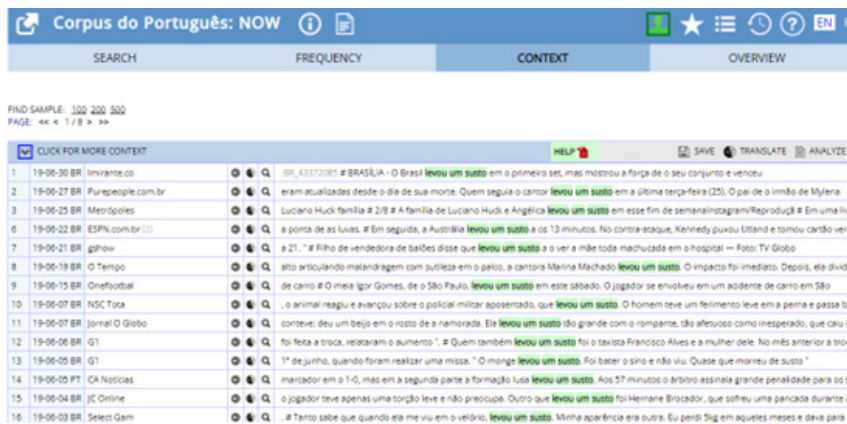 Corpus do Português: NOW
EN
SEARCH FREQUENCY CONTEXT OVERVIEW
FIND SAMPLE: 100 200 500
PAGE: << < 1 / 8 > >>
CLICK FOR MORE CONTEXT HELP SAVE TRANSLATE ANALYZE
1 19-06-30 BR Imirante.co BR_43372085 # BRASÍLIA - O Brasil levou um susto em o primeiro set, mas mostrou a força de o seu conjunto e venceu
2 19-06-27 BR Purepeople.com.br eram atualizadas desde o dia de sua morte. Quem seguia o cantor levou um susto em a última terça-feira (25). O pai de o irmão de Mylena
3 19-06-25 BR Metrópoles Luciano Huck família # 2/8 # A família de Luciano Huck e Angélica levou um susto em esse fim de semanaInstagram/Reproduçã # Em uma
6 19-06-22 BR ESPN.com.br (2) a ponta de as luvas. # Em seguida, a Austrália levou um susto a os 13 minutos. No contra-ataque, Kennedy puxou Utland e tomou cartão
7 19-06-21 BR gshow a 21. " # Filho de vendedora de balões disse que levou um susto a o ver a mãe toda machucada em o hospital — Foto: TV Globo
8 19-06-19 BR O Tempo alto articulando malandragem com sutileza em o palco, a cantora Marina Machado levou um susto. O impacto foi imediato. Depois, ela
9 19-06-15 BR Onefootbal de carro # O meia Igor Gomes, de o São Paulo, levou um susto em este sábado. O jogador se envolveu em um acidente de carro em São
10 19-06-07 BR NSC Tota , o animal reagiu e avançou sobre o policial militar aposentado, que levou um susto. O homem teve um ferimento leve em a perna e passa
11 19-06-07 BR Jornal O Globo conteve: deu um beijo em o rosto de a namorada. Ela levou um susto tão grande com o rompante, tão afetuoso como inesperado, que caiu
12 19-06-06 BR G1 foi feita a troca, relataram o aumento ". # Quem também levou um susto foi o taxista Francisco Alves e a mulher dele. No mês anterior a
13 19-06-05 BR G1 1º de junho, quando foram realizar uma missa. " O monge levou um susto. Foi bater o sino e não viu. Quase que morreu de susto "
14 19-06-05 PT CA Notícias marcador em o 1-0, mas em a segunda parte a formação lusa levou um susto. Aos 57 minutos o árbitro assinala grande penalidade para os
15 19-06-04 BR JC Online o jogador teve apenas uma torção leve e não preocupa. Outro que levou um susto foi Hernane Brocador, que sofreu uma pancada durante
16 19-06-03 BR Select Gam . # Tanto sabe que quando ela me viu em o velório, levou um susto. Minha aparência era outra. Eu perdi 5kg em aqueles meses e dava para